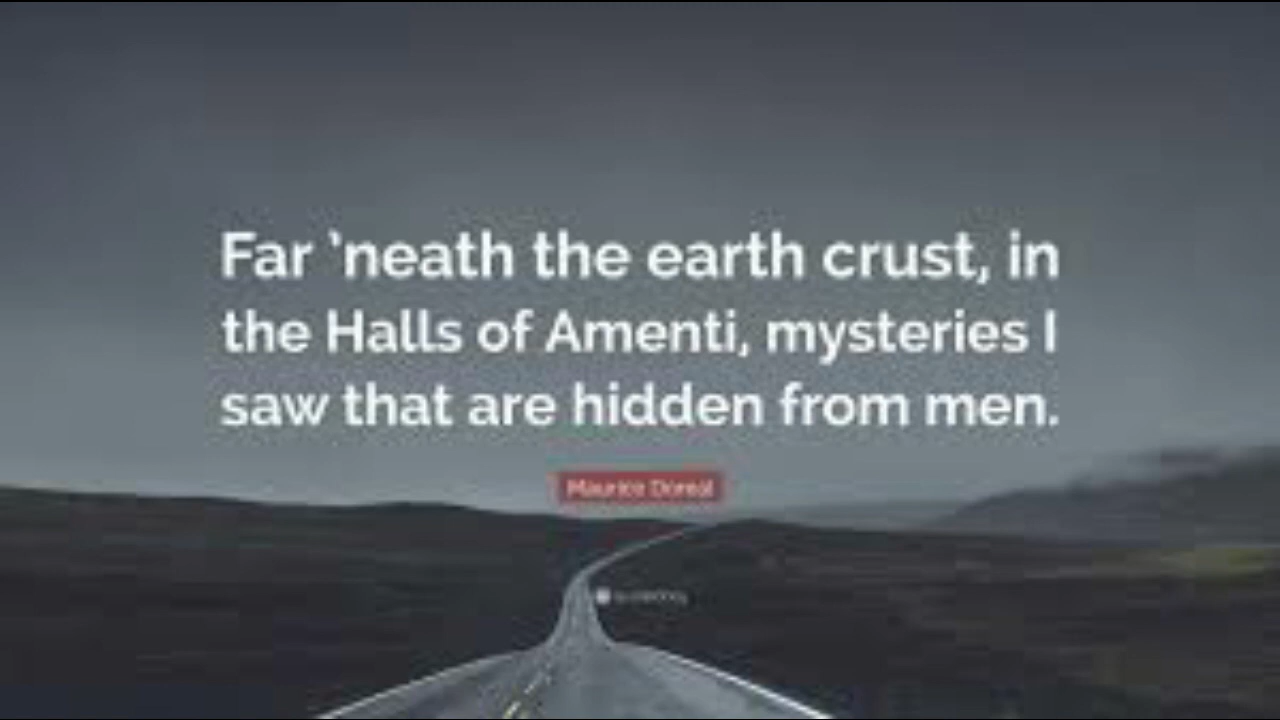 Far ’neath the earth crust, in
the Halls of Amenti, mysteries I
saw that are hidden from men.
Maurice Doreal